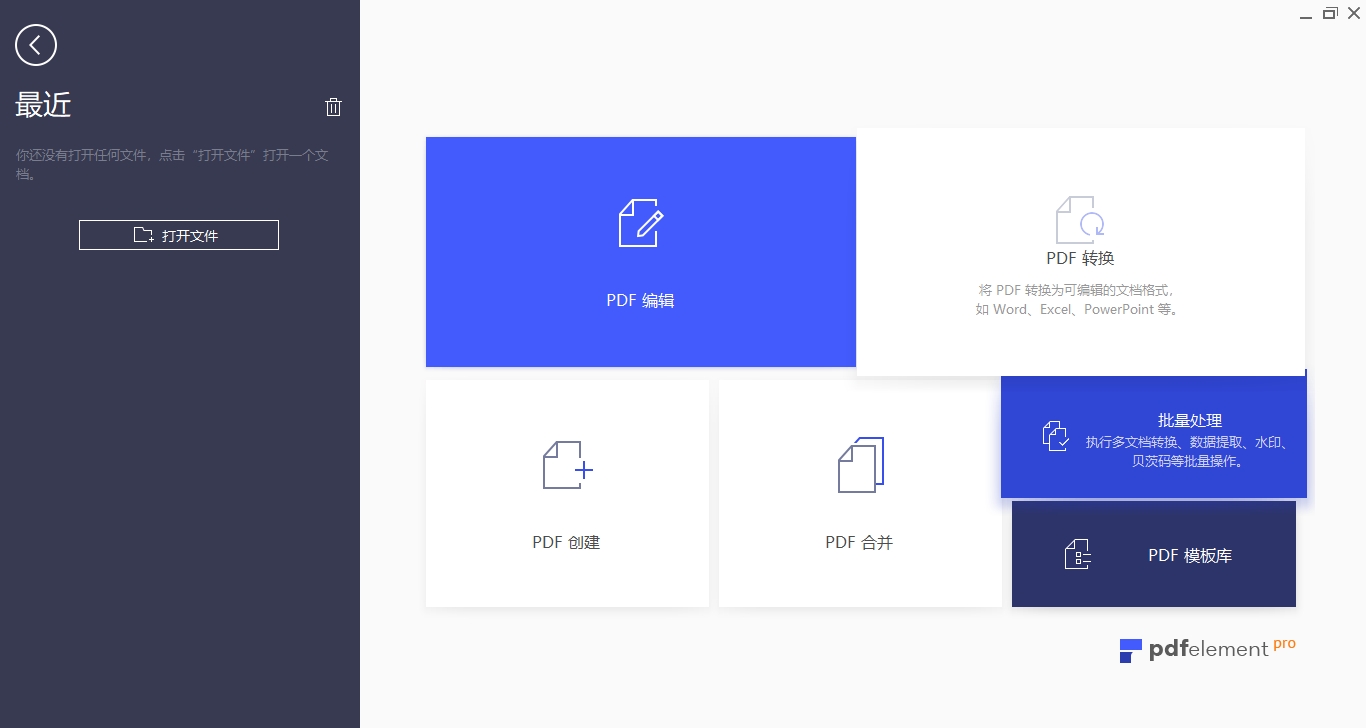 最近
你还没有打开任何文件，点击“打开文件”打开一个文
档。
打开文件
PDF 编辑
PDF 转换
将 PDF 转换为可编辑的文档格式，
如 Word、Excel、PowerPoint 等。
PDF 创建
PDF 合并
批量处理
执行多文档转换、数据提取、水印、
贝茨码等批量操作。
PDF 模板库
pdfelement pro